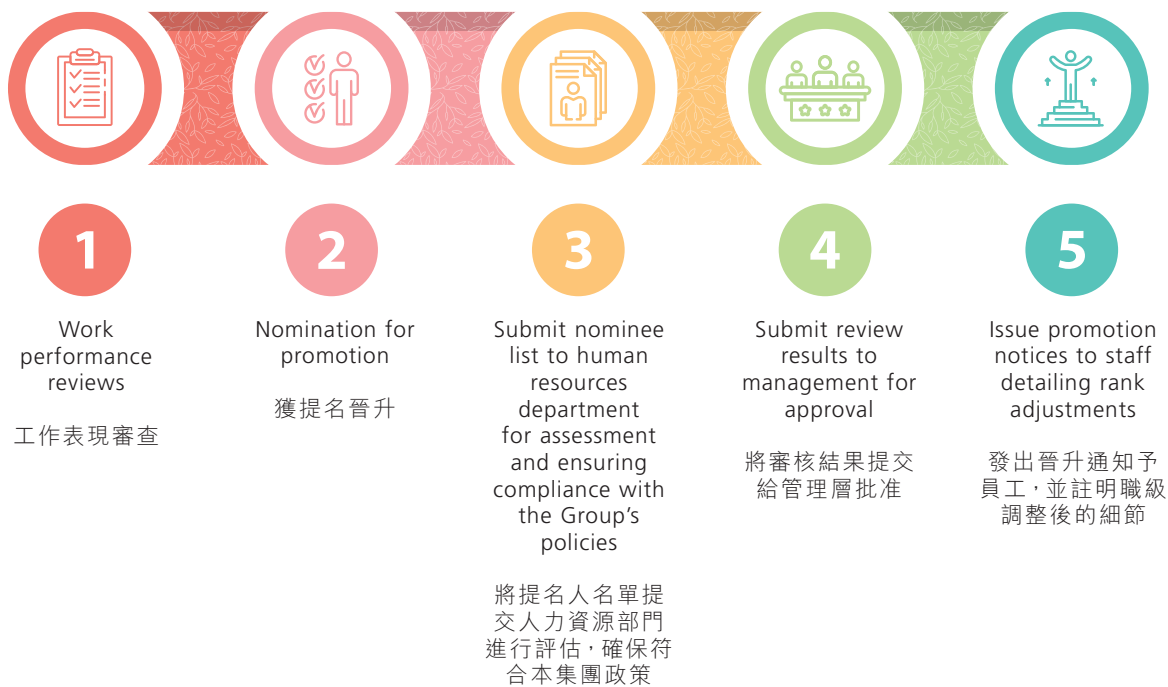 1
Work
performance
reviews
工作表現審查
2
Nomination for
promotion
獲提名晉升
3
Submit nominee
list to human
resources
department
for assessment
and ensuring
compliance with
the Group’s
policies
將提名人名單提
交人力資源部門
進行評估，確保符
合本集團政策
4
Submit review
results to
management for
approval
將審核結果提交
給管理層批准
5
Issue promotion
notices to staff
detailing rank
adjustments
發出晉升通知予
員工，並註明職級
調整後的細節